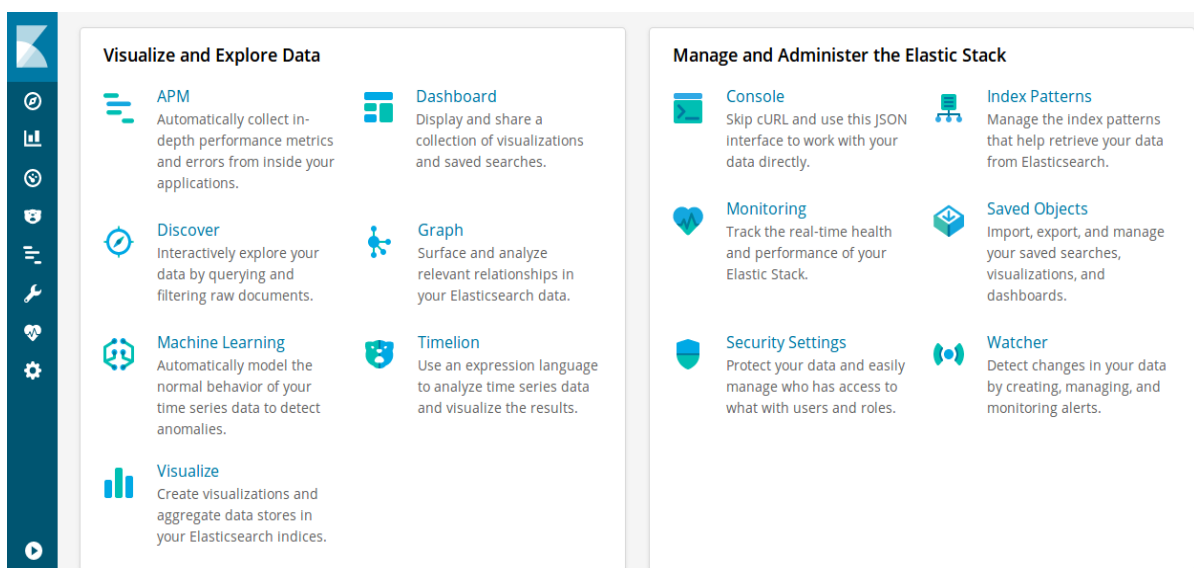 Visualize and Explore Data
APM
Automatically collect in-
depth performance metrics
and errors from inside your
applications.
Dashboard
Display and share a
collection of visualizations
and saved searches.
Discover
Interactively explore your
data by querying and
filtering raw documents.
Graph
Surface and analyze
relevant relationships in
your Elasticsearch data.
Machine Learning
Automatically model the
normal behavior of your
time series data to detect
anomalies.
Timelion
Use an expression language
to analyze time series data
and visualize the results.
Visualize
Create visualizations and
aggregate data stores in
your Elasticsearch indices.
Manage and Administer the Elastic Stack
Console
Skip cURL and use this JSON
interface to work with your
data directly.
Index Patterns
Manage the index patterns
that help retrieve your data
from Elasticsearch.
Monitoring
Track the real-time health
and performance of your
Elastic Stack.
Saved Objects
Import, export, and manage
your saved searches,
visualizations, and
dashboards.
Security Settings
Protect your data and easily
manage who has access to
what with users and roles.
Watcher
Detect changes in your data
by creating, managing, and
monitoring alerts.